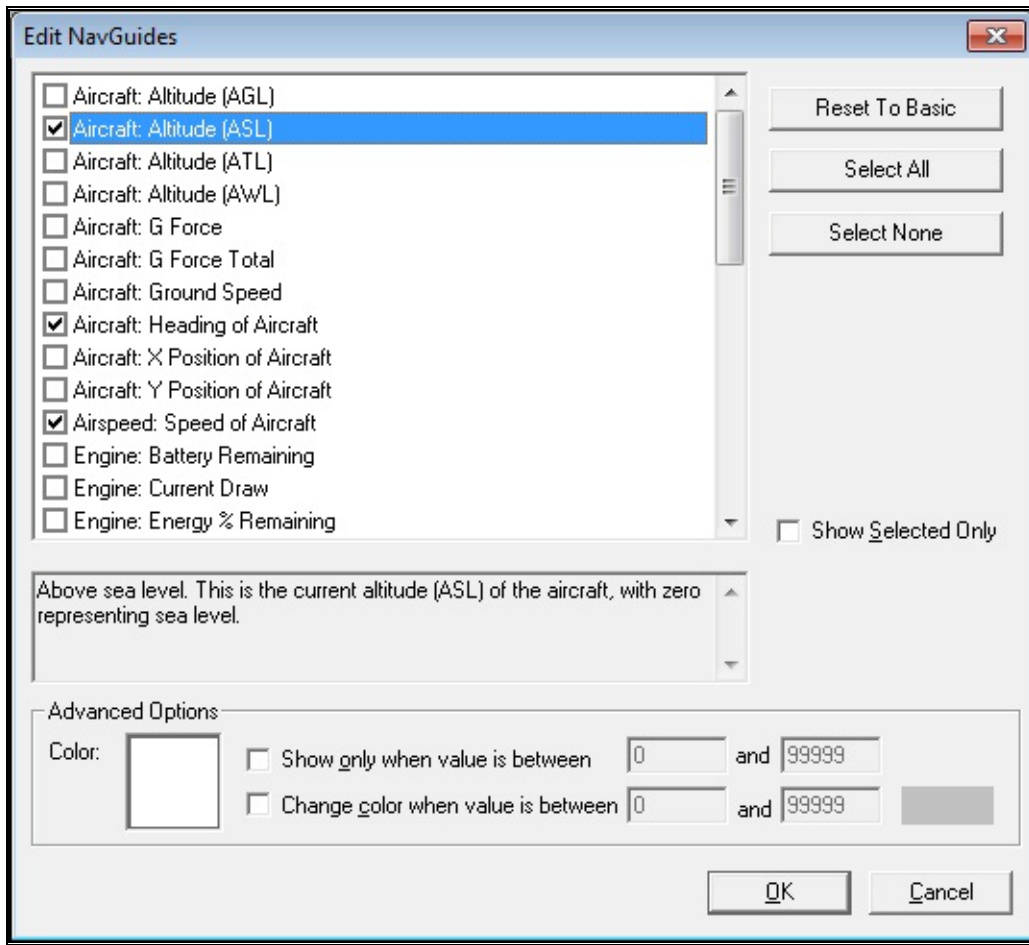 Edit NavGuides
Aircraft: Altitude (AGL)
Aircraft: Altitude (ASL)
Aircraft: Altitude (ATL)
Aircraft: Altitude (AWL)
Aircraft: G Force
Aircraft: G Force Total
Aircraft: Ground Speed
Aircraft: Heading of Aircraft
Aircraft: X Position of Aircraft
Aircraft: Y Position of Aircraft
Airspeed: Speed of Aircraft
Engine: Battery Remaining
Engine: Current Draw
Engine: Energy % Remaining
Reset To Basic
Select All
Select None
Show Selected Only
Above sea level. This is the current altitude (ASL) of the aircraft, with zero
representing sea level.
Advanced Options
Color:
Show only when value is between 0 and 99999
Change color when value is between 0 and 99999
OK Cancel